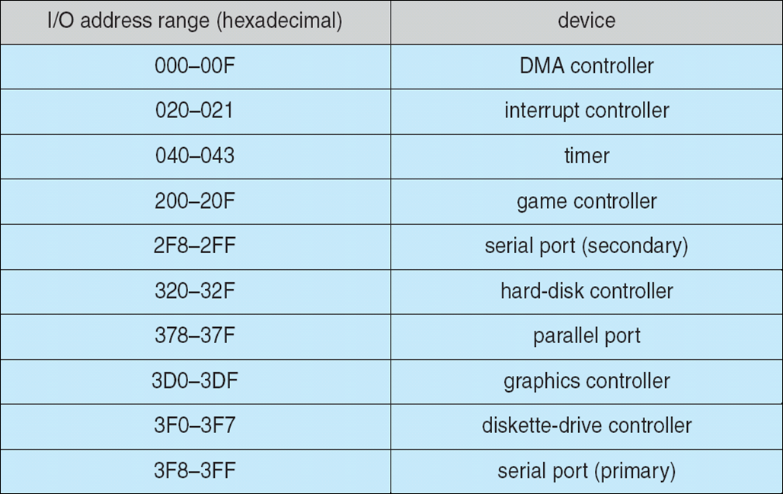 I/O address range (hexadecimal) device
000–00F DMA controller
020–021 interrupt controller
040–043 timer
200–20F game controller
2F8–2FF serial port (secondary)
320–32F hard-disk controller
378–37F parallel port
3D0–3DF graphics controller
3F0–3F7 diskette-drive controller
3F8–3FF serial port (primary)